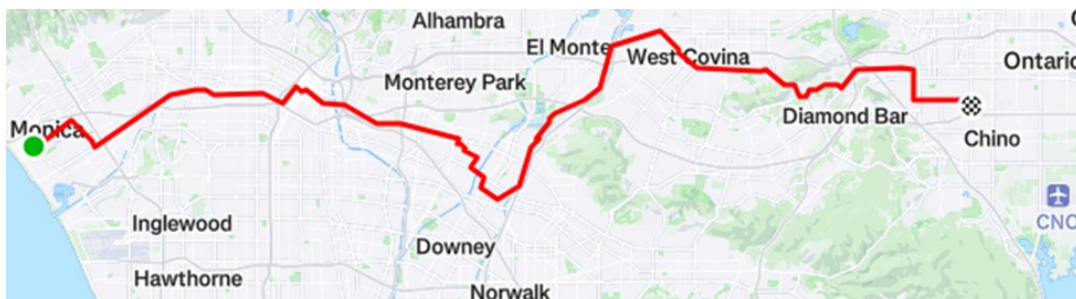 Alhambra
El Monte
West Covina
Ontario
Monterey Park
Monica
Diamond Bar
Chino
Inglewood
CNO
Downey
Hawthorne
Norwalk